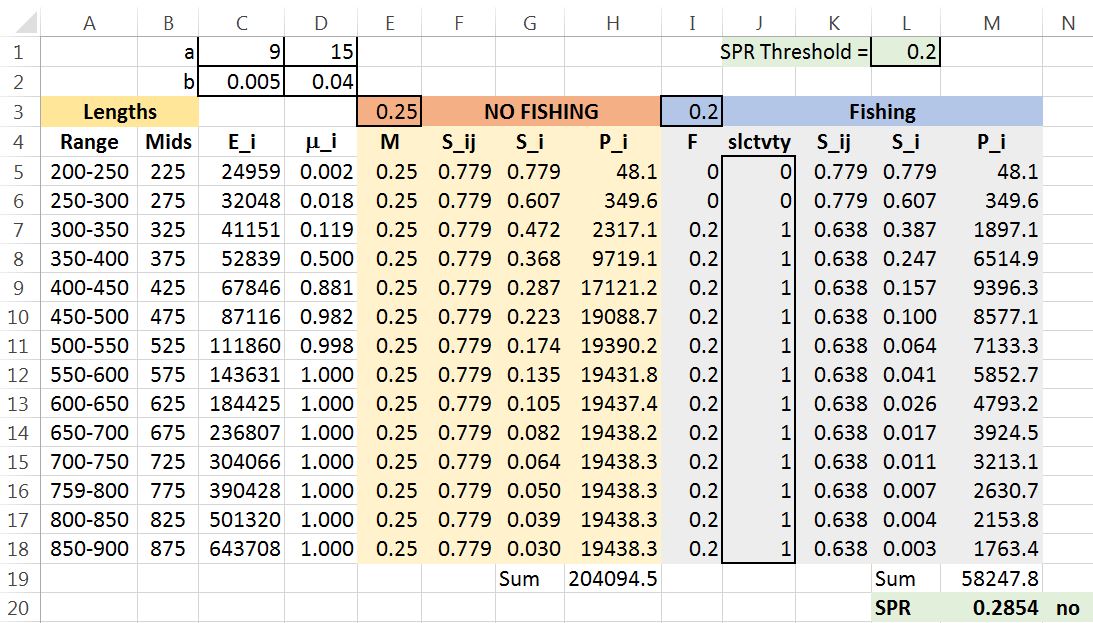 A B C D E F G H I J K L M N
1 a 9 15 SPR Threshold = 0.2
2 b 0.005 0.04
3 Lengths 0.25 NO FISHING 0.2 Fishing
4 Range Mids E_i μ_i M S_ij S_i P_i F slctvty S_ij S_i P_i
5 200-250 225 24959 0.002 0.25 0.779 0.779 48.1 0 0 0.779 0.779 48.1
6 250-300 275 32048 0.018 0.25 0.779 0.607 349.6 0 0 0.779 0.607 349.6
7 300-350 325 41151 0.119 0.25 0.779 0.472 2317.1 0.2 1 0.638 0.387 1897.1
8 350-400 375 52839 0.500 0.25 0.779 0.368 9719.1 0.2 1 0.638 0.247 6514.9
9 400-450 425 67846 0.881 0.25 0.779 0.287 17121.2 0.2 1 0.638 0.157 9396.3
10 450-500 475 87116 0.982 0.25 0.779 0.223 19088.7 0.2 1 0.638 0.100 8577.1
11 500-550 525 111860 0.998 0.25 0.779 0.174 19390.2 0.2 1 0.638 0.064 7133.3
12 550-600 575 143631 1.000 0.25 0.779 0.135 19431.8 0.2 1 0.638 0.041 5852.7
13 600-650 625 184425 1.000 0.25 0.779 0.105 19437.4 0.2 1 0.638 0.026 4793.2
14 650-700 675 236807 1.000 0.25 0.779 0.082 19438.2 0.2 1 0.638 0.017 3924.5
15 700-750 725 304066 1.000 0.25 0.779 0.064 19438.3 0.2 1 0.638 0.011 3213.1
16 759-800 775 390428 1.000 0.25 0.779 0.050 19438.3 0.2 1 0.638 0.007 2630.7
17 800-850 825 501320 1.000 0.25 0.779 0.039 19438.3 0.2 1 0.638 0.004 2153.8
18 850-900 875 643708 1.000 0.25 0.779 0.030 19438.3 0.2 1 0.638 0.003 1763.4
19 Sum 204094.5 Sum 58247.8
20 SPR 0.2854 no